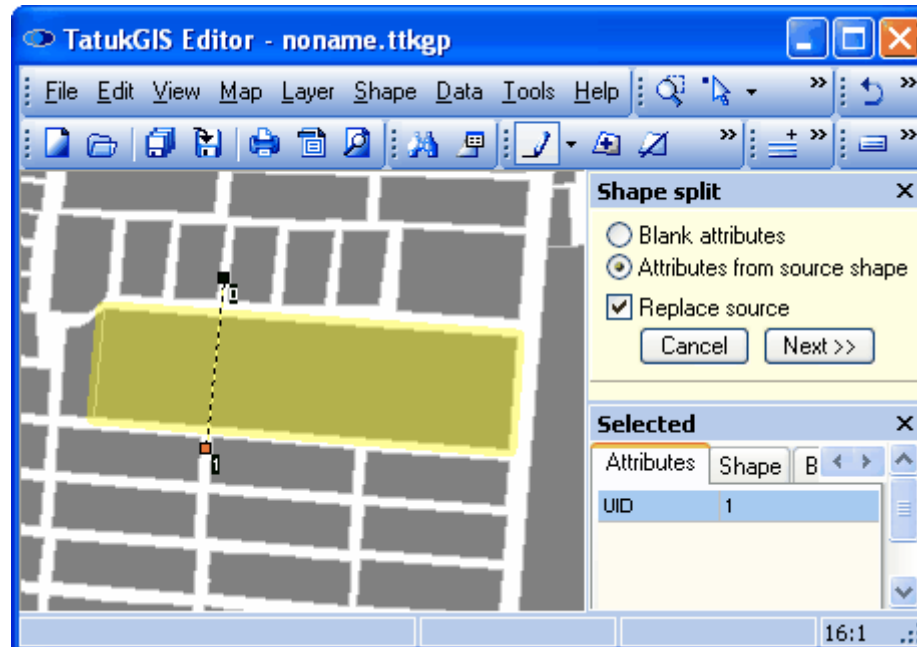 TatukGIS Editor - noname.ttkgp
File Edit View Map Layer Shape Data Tools Help
Shape split
Blank attributes
Attributes from source shape
Replace source
Cancel Next >>
0
1
Selected
Attributes Shape B
UID 1
16:1